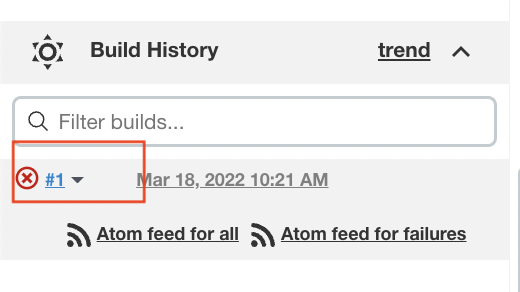 Build History trend
Filter builds...
#1 Mar 18, 2022 10:21 AM
Atom feed for all Atom feed for failures